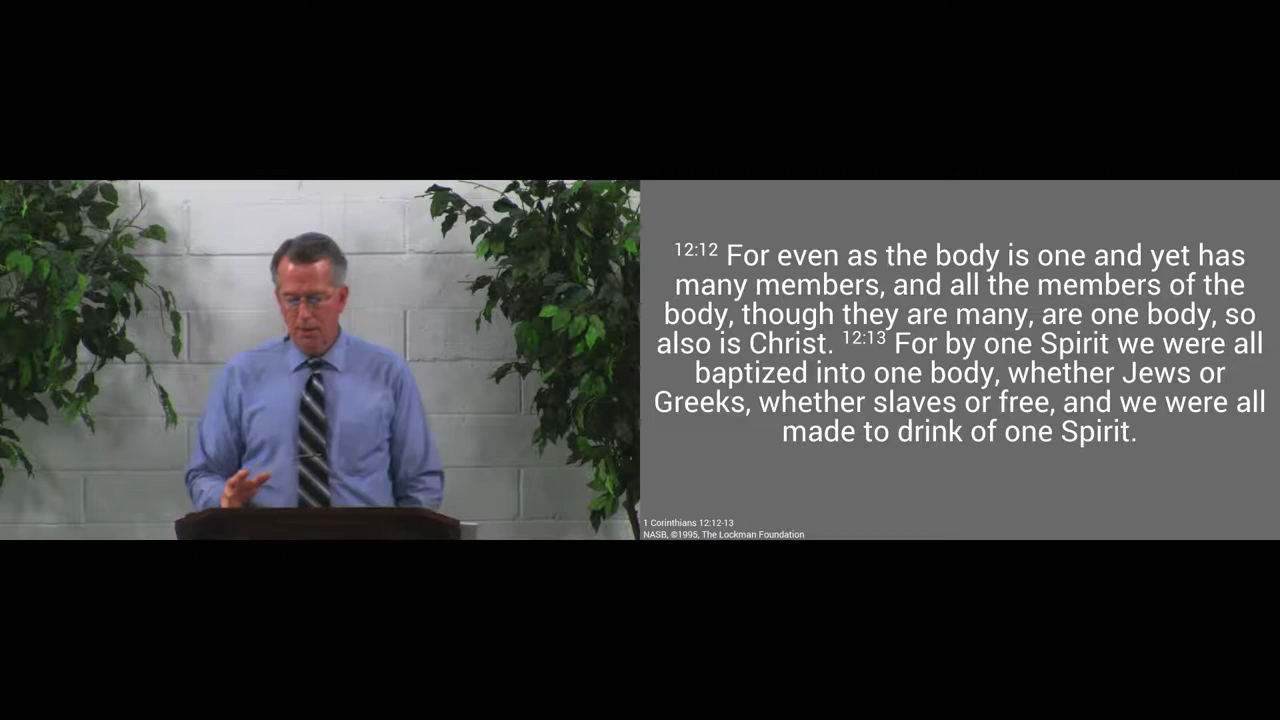 12:12 For even as the body is one and yet has
many members, and all the members of the
body, though they are many, are one body, so
also is Christ. 12:13 For by one Spirit we were all
baptized into one body, whether Jews or
Greeks, whether slaves or free, and we were all
made to drink of one Spirit.
1 Corinthians 12:12-13
NASB, ©1995, The Lockman Foundation